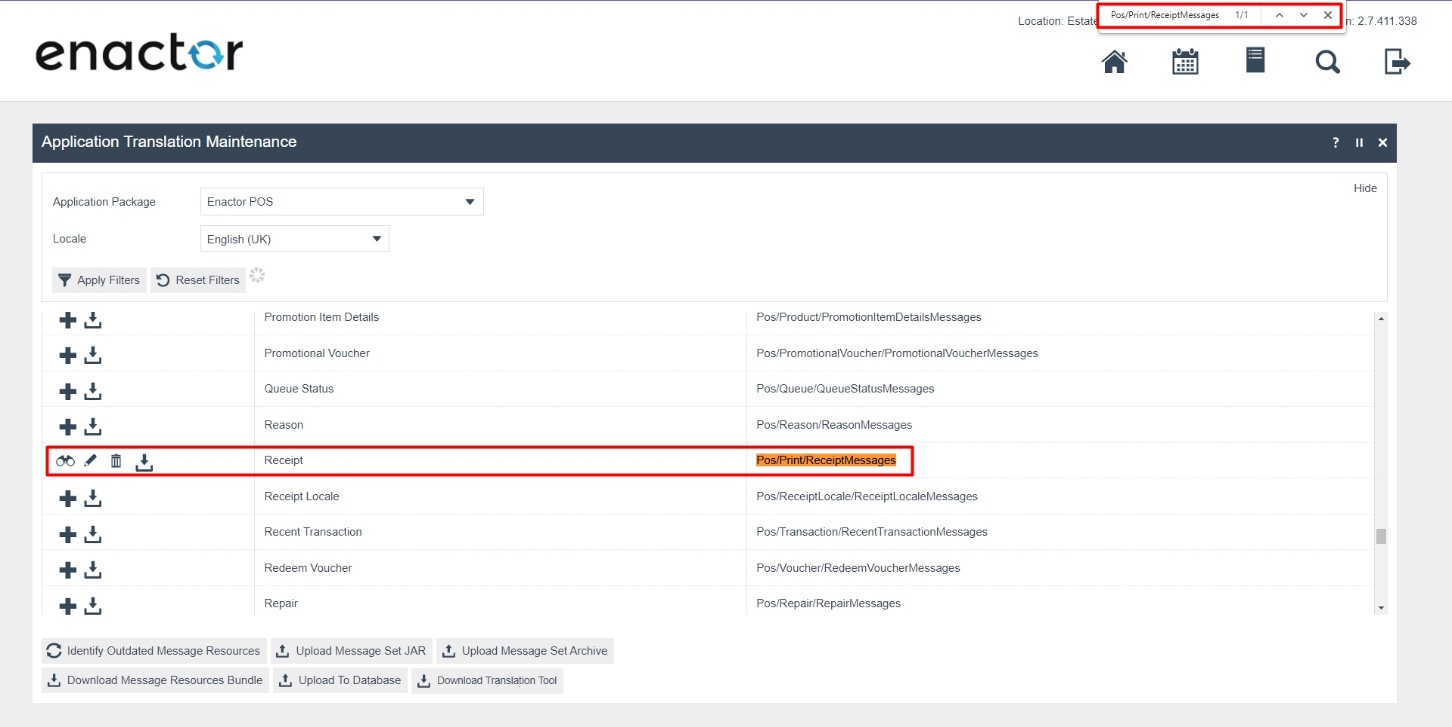 Location: Estate
Pos/Print/ReceiptMessages 1/1
n: 2.7.411.338
enactor
Application Translation Maintenance
?
Hide
Application Package Enactor POS
Locale English (UK)
Apply Filters Reset Filters
Promotion Item Details Pos/Product/PromotionItemDetailsMessages
Promotional Voucher Pos/PromotionalVoucher/PromotionalVoucherMessages
Queue Status Pos/Queue/QueueStatusMessages
Reason Pos/Reason/ReasonMessages
Receipt Pos/Print/ReceiptMessages
Receipt Locale Pos/ReceiptLocale/ReceiptLocaleMessages
Recent Transaction Pos/Transaction/RecentTransactionMessages
Redeem Voucher Pos/Voucher/RedeemVoucherMessages
Repair Pos/Repair/RepairMessages
Identify Outdated Message Resources Upload Message Set JAR Upload Message Set Archive
Download Message Resources Bundle Upload To Database Download Translation Tool